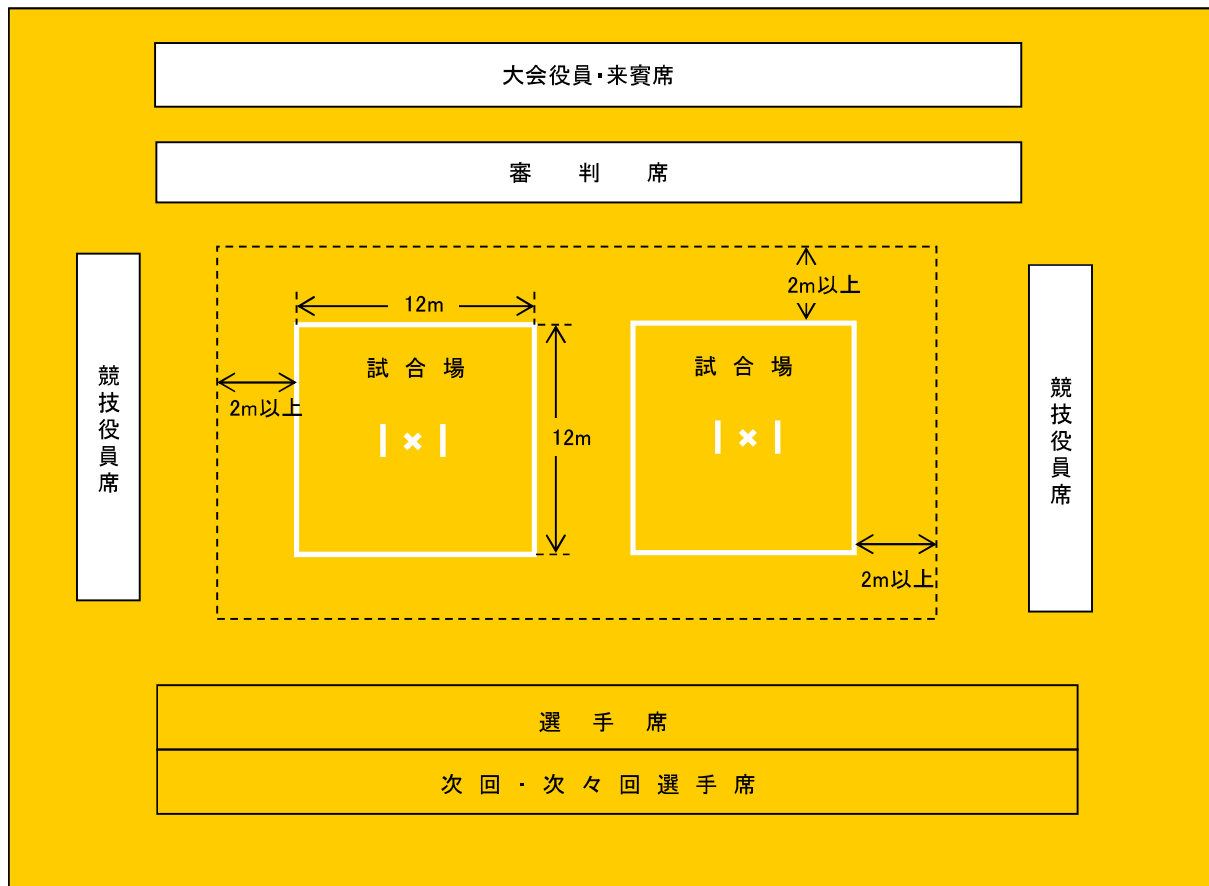 大会役員・来賓席
審判席
2m以上
12m
試合場
試合場
2m以上
12m
競技役員席
競技役員席
2m以上
選手席
次回・次々回選手席